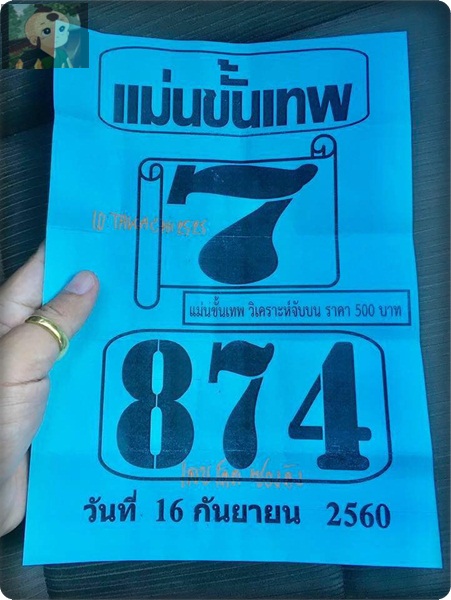 แม่นขั้นเทพ
7
แม่นขั้นเทพ วิเคราะห์จับบน ราคา 500 บาท
874
วันที่ 16 กันยายน 2560